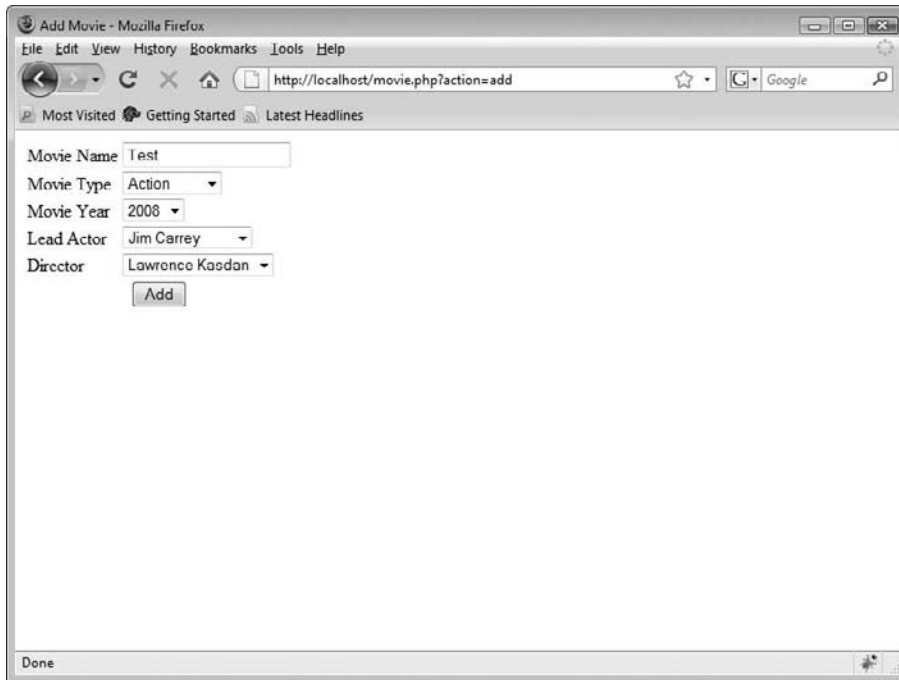 Add Movie - Mozilla Firefox
File Edit View History Bookmarks Tools Help
http://localhost/movie.php?action=add
G Google
Most Visited Getting Started Latest Headlines
Movie Name Test
Movie Type Action
Movie Year 2008
Lead Actor Jim Carrey
Director Lawrence Kasdan
Add
Done